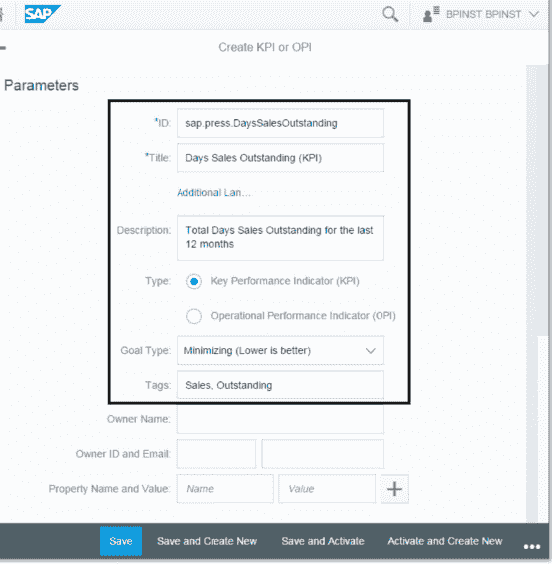 SAP
BPINST BPINST
Create KPI or OPI
Parameters
*ID: sap.press.DaysSalesOutstanding
*Title: Days Sales Outstanding (KPI)
Additional Lan...
Description: Total Days Sales Outstanding for the last
12 months
Type: Key Performance Indicator (KPI)
Operational Performance Indicator (OPI)
Goal Type: Minimizing (Lower is better)
Tags: Sales, Outstanding
Owner Name:
Owner ID and Email:
Property Name and Value: Name Value
Save Save and Create New Save and Activate Activate and Create New